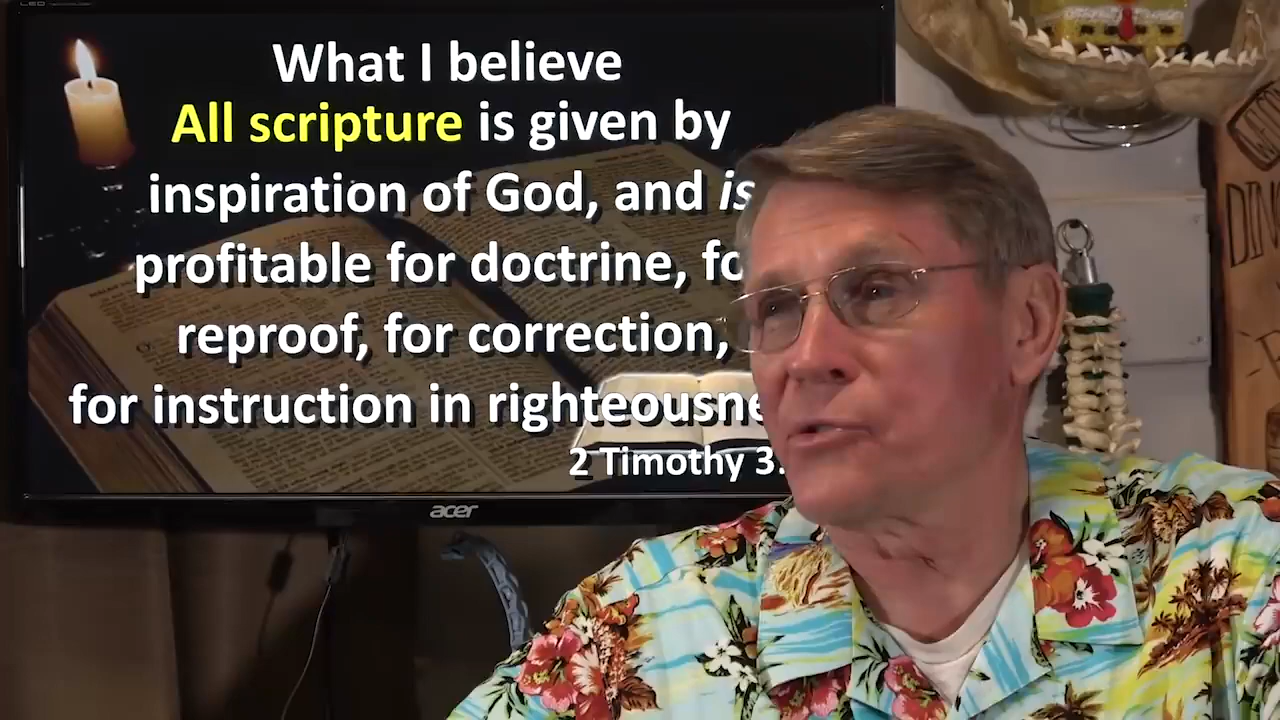 What I believe
All scripture is given by
inspiration of God, and is
profitable for doctrine, fo
reproof, for correction,
for instruction in righteousne
2 Timothy 3:
acer
DIN